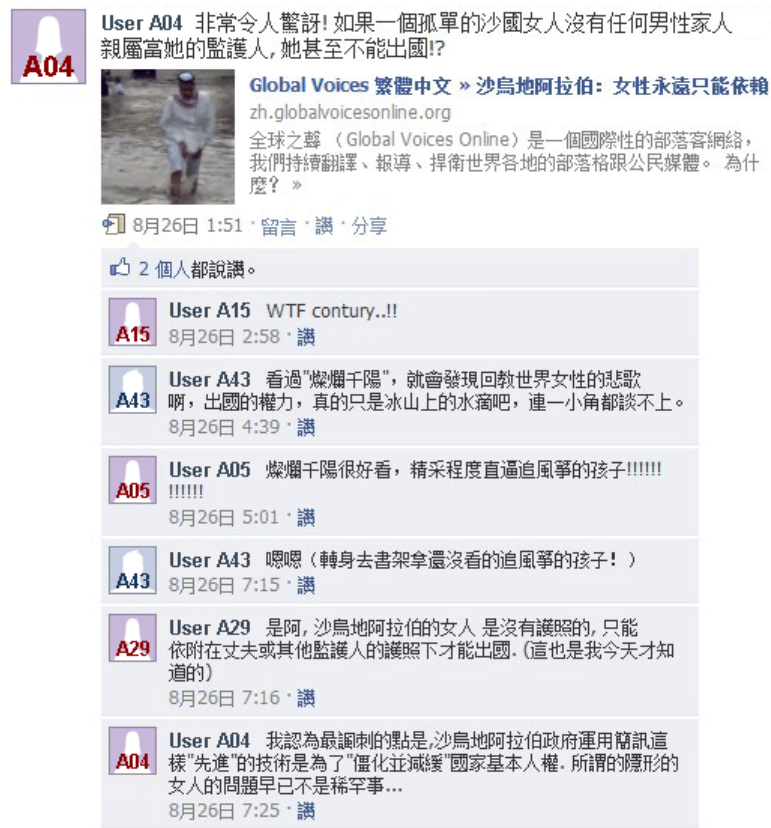 User A04 非常令人驚訝! 如果一個孤單的沙國女人沒有任何男性家人
親屬當她的監護人, 她甚至不能出國!?
A04
Global Voices 繁體中文 » 沙烏地阿拉伯：女性永遠只能依賴
zh.globalvoicesonline.org
全球之聲 （Global Voices Online）是一個國際性的部落客網絡，
我們持續翻譯、報導、捍衛世界各地的部落格跟公民媒體。 為什
麼？ »
8月26日 1:51 · 留言 · 讚 · 分享
2 個人都說讚。
User A15 WTF contury..!!
A15
8月26日 2:58 · 讚
User A43 看過"燦爛千陽"，就會發現回教世界女性的悲歌
A43
啊，出國的權力，真的只是冰山上的水滴吧，連一小角都談不上。
8月26日 4:39 · 讚
User A05 燦爛千陽很好看，精采程度直逼追風箏的孩子!!!!!!
A05
!!!!!!
8月26日 5:01 · 讚
User A43 嗯嗯（轉身去書架拿還沒看的追風箏的孩子！）
A43
8月26日 7:15 · 讚
User A29 是阿, 沙烏地阿拉伯的女人 是沒有護照的, 只能
A29
依附在丈夫或其他監護人的護照下才能出國. (這也是我今天才知
道的)
8月26日 7:16 · 讚
User A04 我認為最諷刺的點是,沙烏地阿拉伯政府運用簡訊這
A04
樣"先進"的技術是為了"僵化並減緩"國家基本人權. 所謂的隱形的
女人的問題早已不是稀罕事...
8月26日 7:25 · 讚